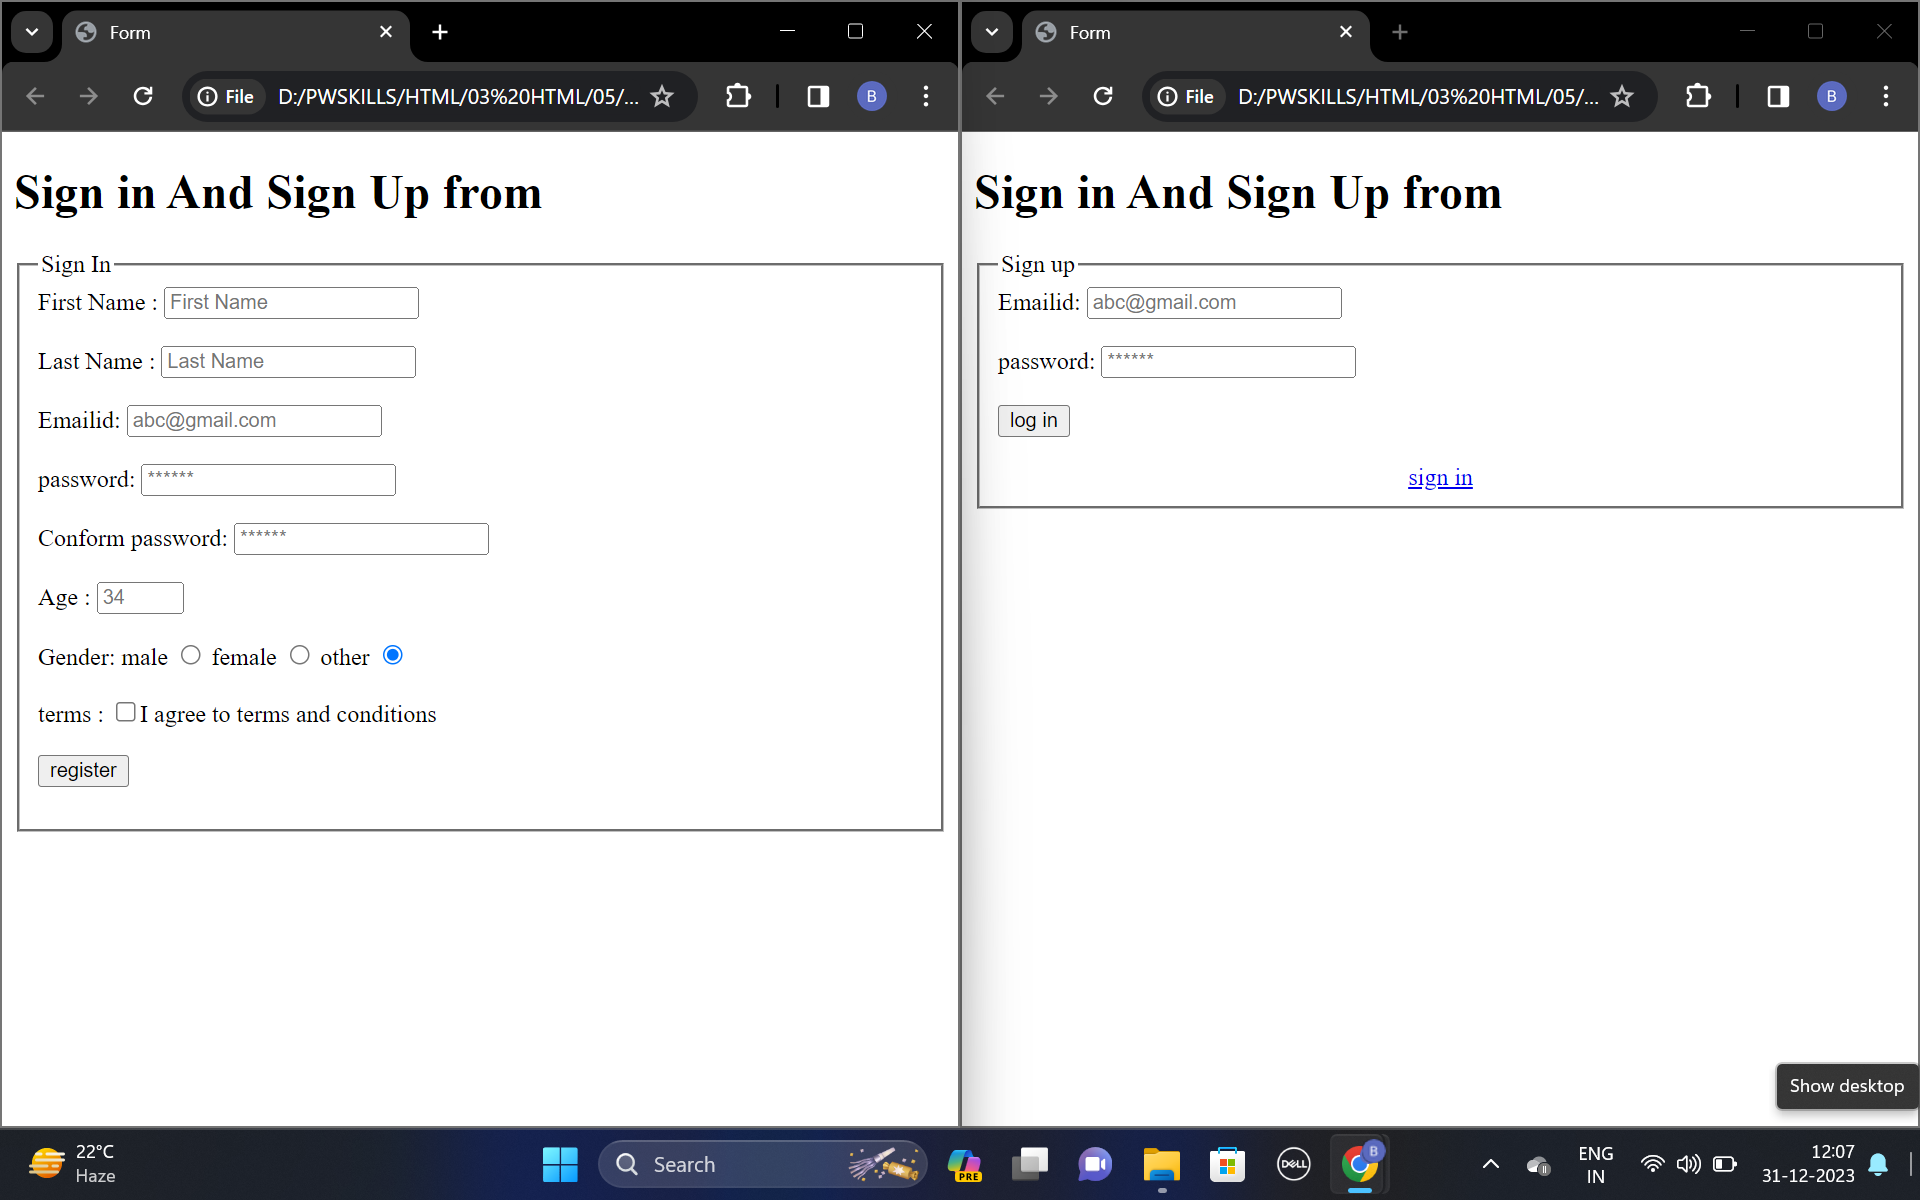 Form
File D:/PWSKILLS/HTML/03%20HTML/05/... B
Sign in And Sign Up from
Sign In
First Name : First Name
Last Name : Last Name
Emailid: abc@gmail.com
password: ******
Conform password: ******
Age : 34
Gender: male female other
terms : I agree to terms and conditions
register
Form
File D:/PWSKILLS/HTML/03%20HTML/05/... B
Sign in And Sign Up from
Sign up
Emailid: abc@gmail.com
password: ******
log in
sign in
Show desktop
22°C
Haze
Search
PRE
DELL
B
ENG
IN
12:07
31-12-2023